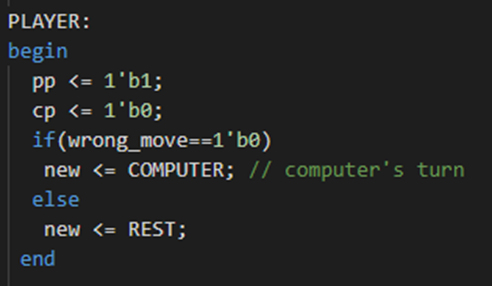 PLAYER:
begin
pp <= 1'b1;
cp <= 1'b0;
if(wrong_move==1'b0)
new <= COMPUTER; // computer's turn
else
new <= REST;
end